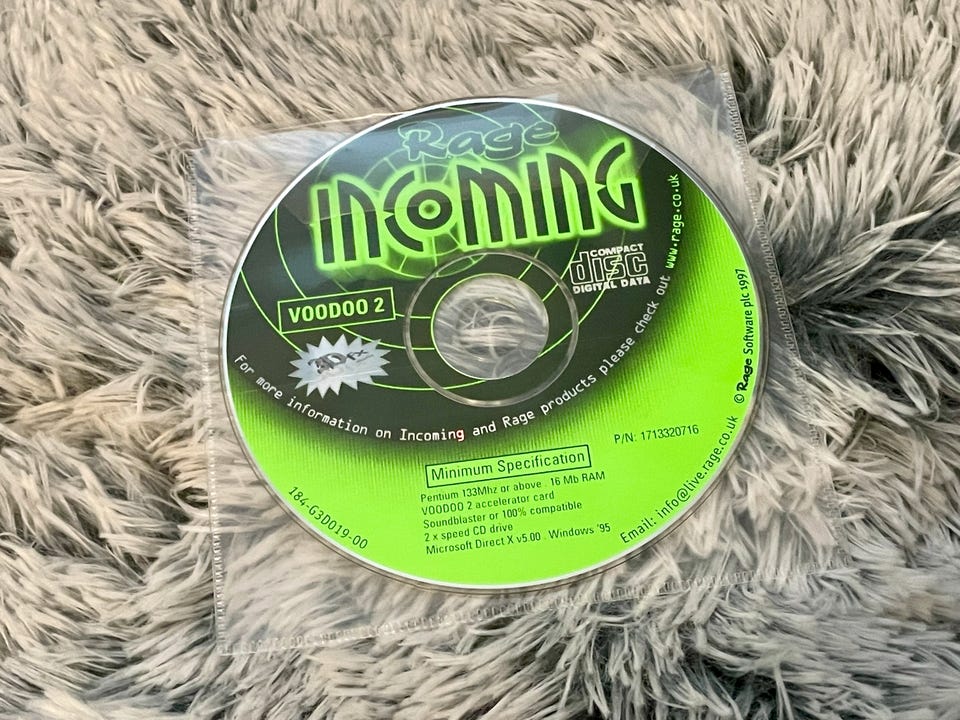 Rage
INCOMING
COMPACT
disc
DIGITAL DATA
VOODOO 2
3Dfx
For more information on Incoming and Rage products please check out www.rage.co.uk
© Rage Software plc 1997
P/N: 1713320716
Minimum Specification
Pentium 133Mhz or above . 16 Mb RAM
VOODOO 2 accelerator card
Soundblaster or 100% compatible
2 x speed CD drive
Microsoft Direct X v5.00 . Windows '95
Email: info@live.rage.co.uk
184-G3D019-00